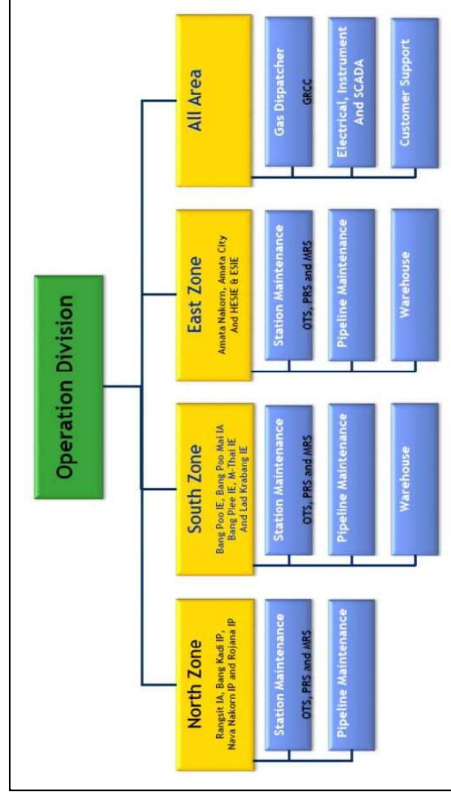 Operation Division
North Zone
Rangsit IA, Bang Kadi IP,
Nava Nakorn IP and Rojana IP
Station Maintenance
OTS, PRS and MRS
Pipeline Maintenance
South Zone
Bang Poo IE, Bang Poo Mai IA
Bang Plee IE, M-Thai IE
And Lad Krabang IE
Station Maintenance
OTS, PRS and MRS
Pipeline Maintenance
Warehouse
East Zone
Amata Nakorn, Amata City
And HESIE & ESIE
Station Maintenance
OTS, PRS and MRS
Pipeline Maintenance
Warehouse
All Area
Gas Dispatcher
GRCC
Electrical, Instrument
And SCADA
Customer Support